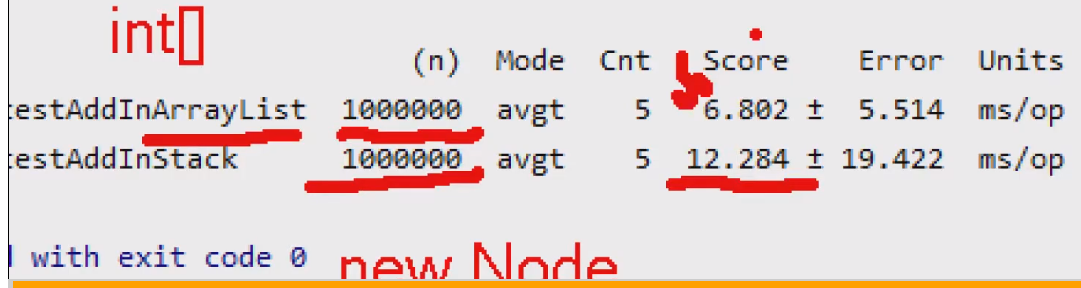 int[]
(n) Mode Cnt Score Error Units
testAddInArrayList 1000000 avgt 5 6.802 ± 5.514 ms/op
testAddInStack 1000000 avgt 5 12.284 ± 19.422 ms/op
with exit code 0
new Node